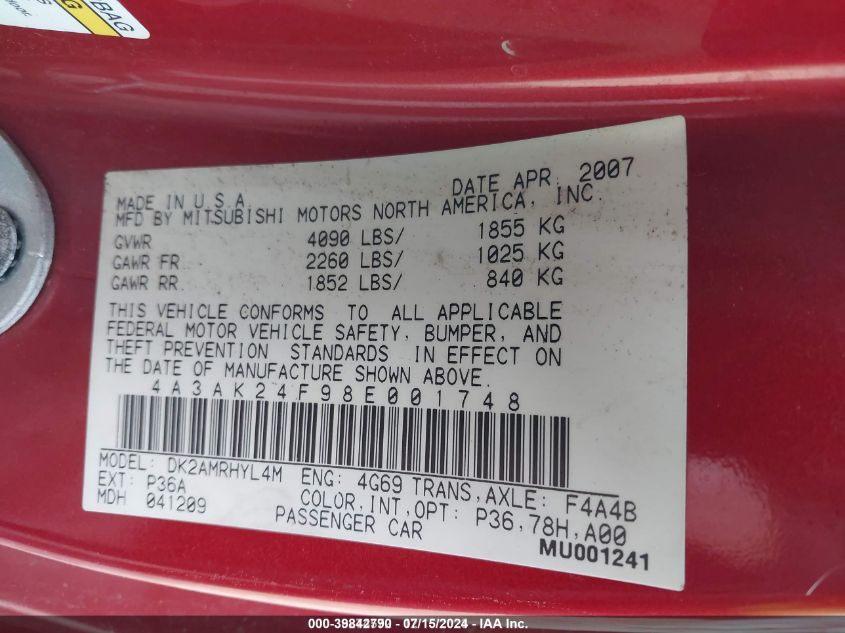 BAG
MADE IN U.S.A. DATE APR. 2007
MFD BY MITSUBISHI MOTORS NORTH AMERICA, INC.
GVWR 4090 LBS/ 1855 KG
GAWR FR. 2260 LBS/ 1025 KG
GAWR RR. 1852 LBS/ 840 KG
THIS VEHICLE CONFORMS TO ALL APPLICABLE
FEDERAL MOTOR VEHICLE SAFETY, BUMPER, AND
THEFT PREVENTION STANDARDS IN EFFECT ON
THE DATE OF MANUFACTURE SHOWN ABOVE.
4A3AK24F98E001748
MODEL: DK2AMRHYL4M ENG: 4G69 TRANS,AXLE: F4A4B
EXT: P36A COLOR,INT,OPT: P36,78H,A00
MDH 041209 PASSENGER CAR
MU001241
000-39842790 - 07/15/2024 - IAA Inc.